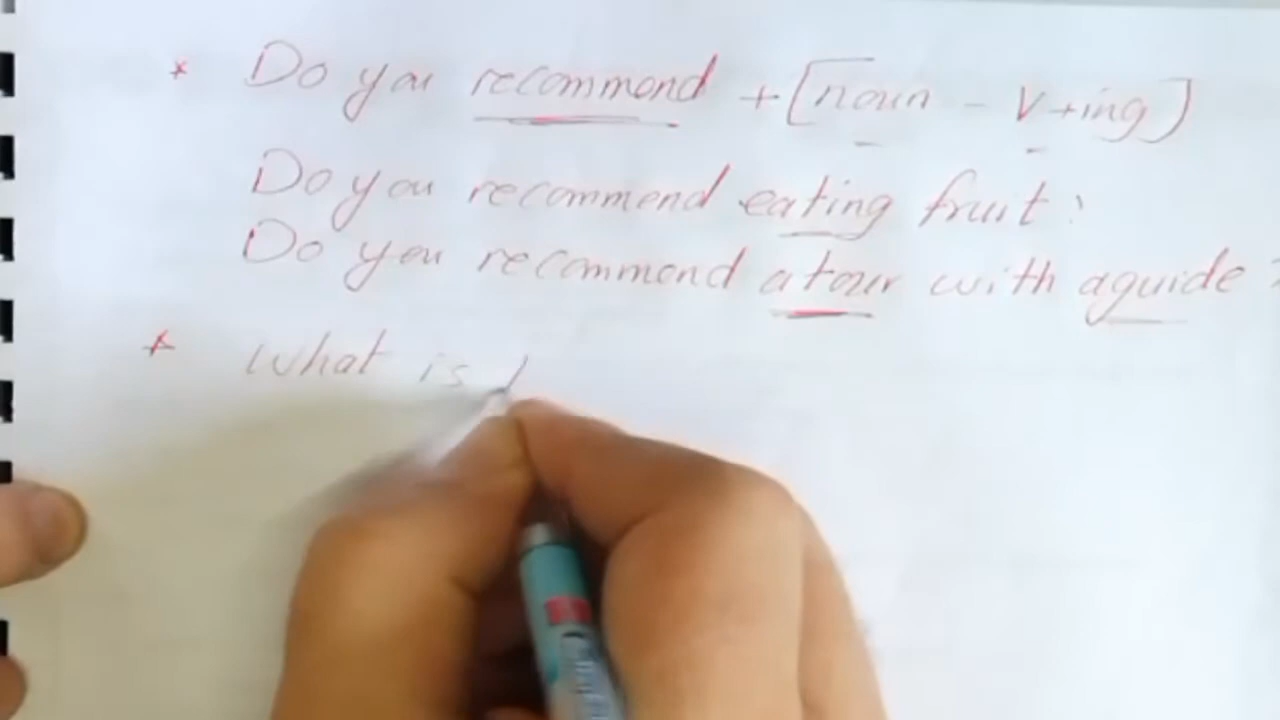 * Do you recommend + [noun - V+ing]
Do you recommend eating fruit?
Do you recommend a tour with a guide?
* What is